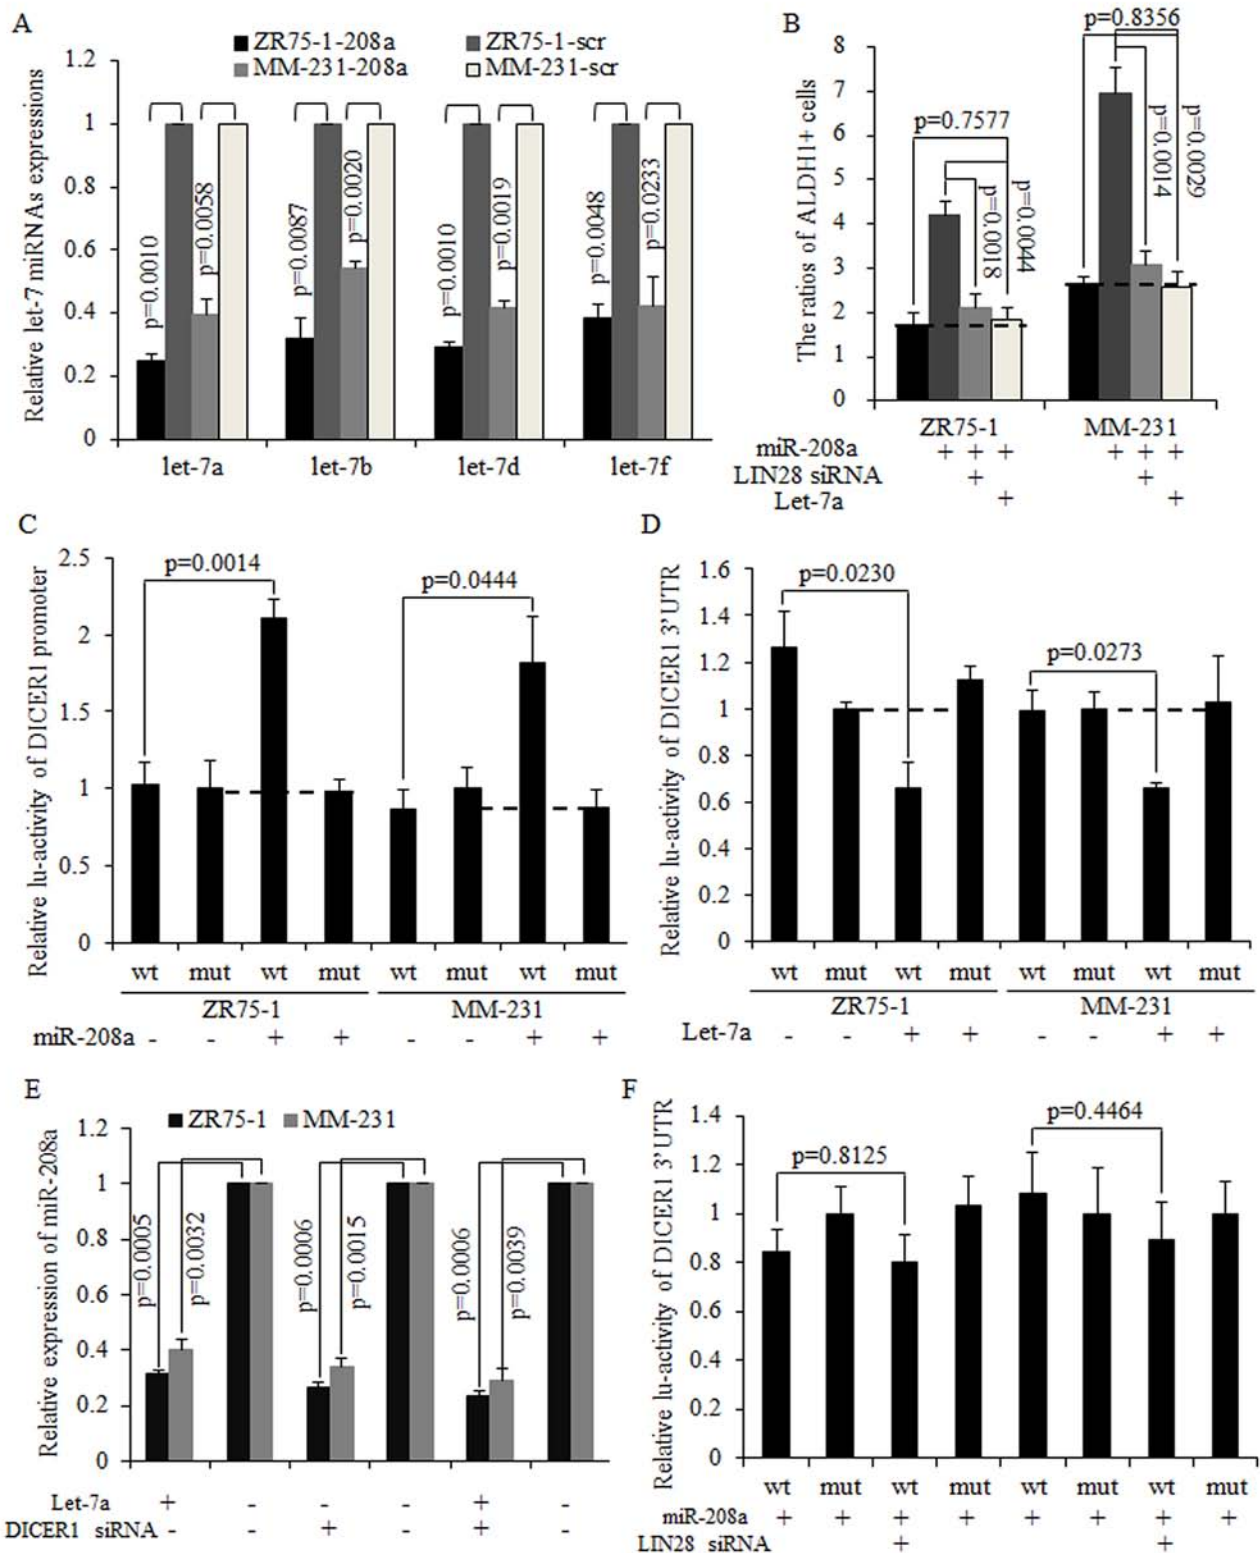 A
ZR75-1-208a
ZR75-1-scr
MM-231-208a
MM-231-scr
Relative let-7 miRNAs expressions
1.2
1
0.8
0.6
0.4
0.2
0
p=0.0010
p=0.0058
p=0.0087
p=0.0020
p=0.0010
p=0.0019
p=0.0048
p=0.0233
let-7a let-7b let-7d let-7f
B
The ratios of ALDH1+ cells
8
7
6
5
4
3
2
1
0
p=0.8356
p=0.7577
p=0.0018
p=0.0044
p=0.0014
p=0.0029
ZR75-1 MM-231
miR-208a + + + + + +
LIN28 siRNA + +
Let-7a + +
C
Relative lu-activity of DICER1 promoter
2.5
2
1.5
1
0.5
0
p=0.0014
p=0.0444
wt mut wt mut wt mut wt mut
ZR75-1 MM-231
miR-208a - - + + - - + +
D
Relative lu-activity of DICER1 3'UTR
1.6
1.4
1.2
1
0.8
0.6
0.4
0.2
0
p=0.0230
p=0.0273
wt mut wt mut wt mut wt mut
ZR75-1 MM-231
Let-7a - - + + - - + +
E
ZR75-1 MM-231
Relative expression of miR-208a
1.2
1
0.8
0.6
0.4
0.2
0
p=0.0005
p=0.0032
p=0.0006
p=0.0015
p=0.0006
p=0.0039
Let-7a + - - - + -
DICER1 siRNA - - + - + -
F
Relative lu-activity of DICER1 3'UTR
1.4
1.2
1
0.8
0.6
0.4
0.2
0
p=0.8125
p=0.4464
wt mut wt mut wt mut wt mut
miR-208a + + + + + + + +
LIN28 siRNA + +